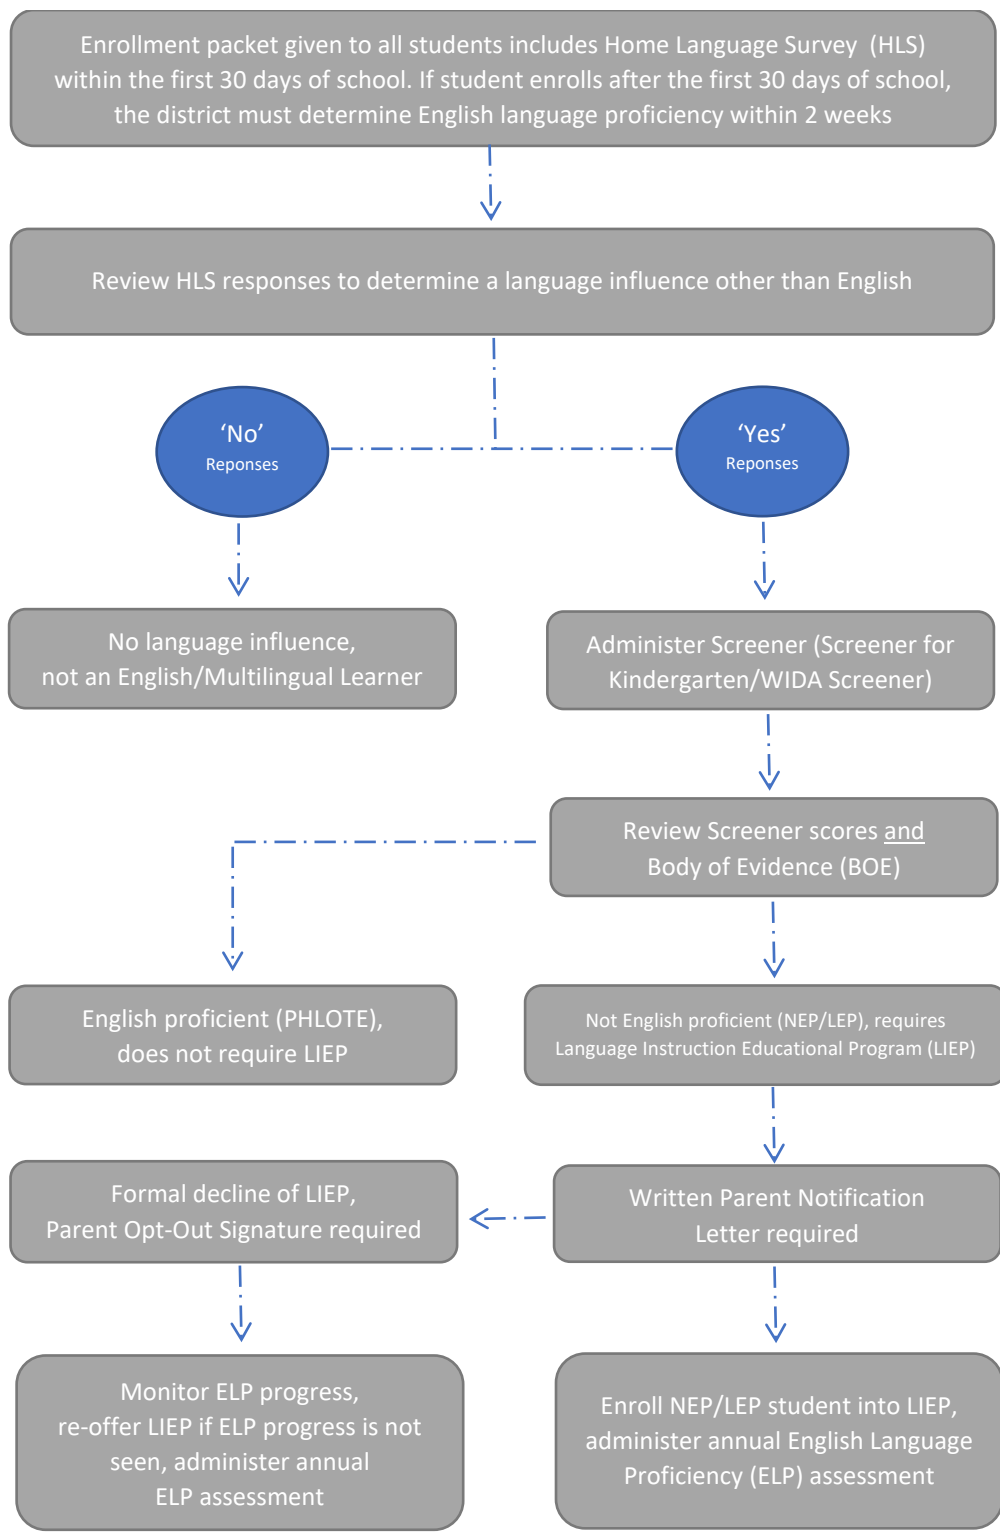 Enrollment packet given to all students includes Home Language Survey (HLS)
within the first 30 days of school. If student enrolls after the first 30 days of school,
the district must determine English language proficiency within 2 weeks
Review HLS responses to determine a language influence other than English
‘No’
Reponses
‘Yes’
Reponses
No language influence,
not an English/Multilingual Learner
Administer Screener (Screener for
Kindergarten/WIDA Screener)
Review Screener scores and
Body of Evidence (BOE)
English proficient (PHLOTE),
does not require LIEP
Not English proficient (NEP/LEP), requires
Language Instruction Educational Program (LIEP)
Formal decline of LIEP,
Parent Opt-Out Signature required
Written Parent Notification
Letter required
Monitor ELP progress,
re-offer LIEP if ELP progress is not
seen, administer annual
ELP assessment
Enroll NEP/LEP student into LIEP,
administer annual English Language
Proficiency (ELP) assessment